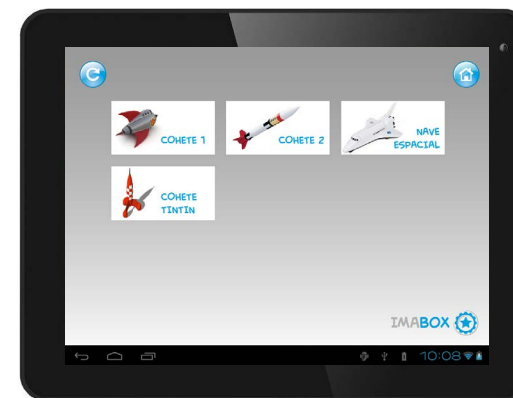 COHETE 1
COHETE 2
NAVE
ESPACIAL
COHETE
TINTIN
IMABOX
10:08